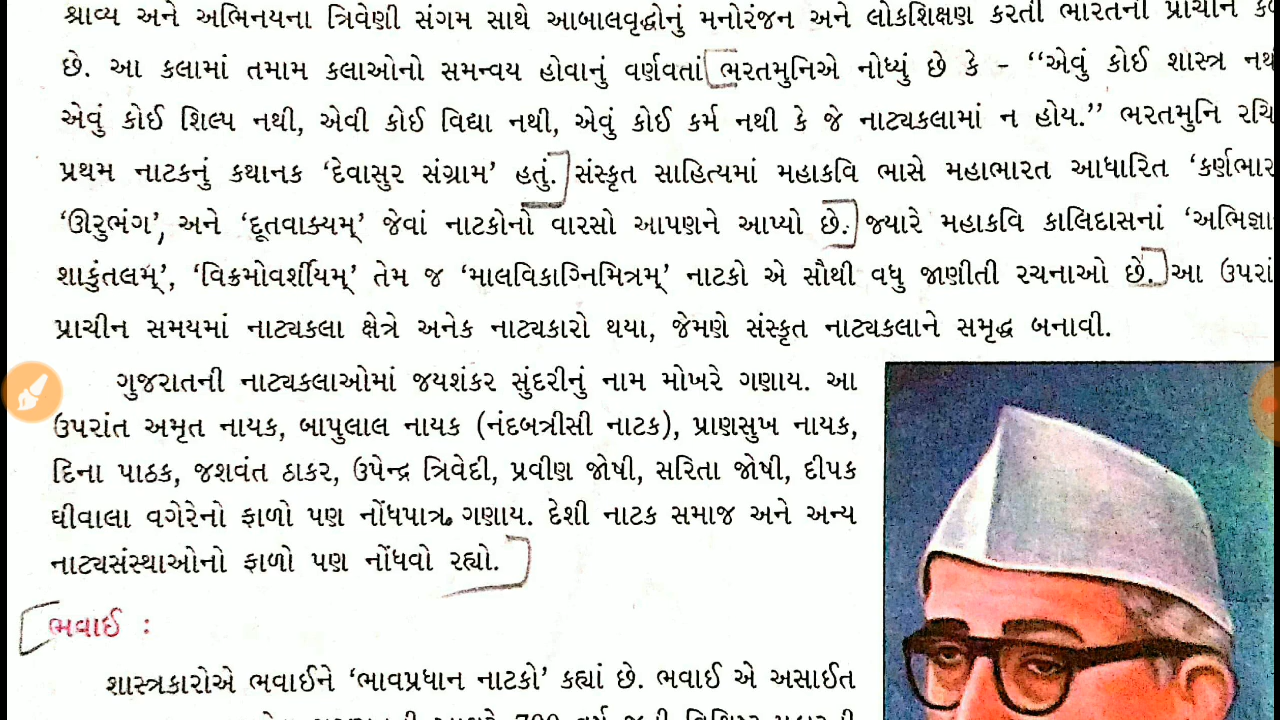 શ્રાવ્ય અને અભિનયના ત્રિવેણી સંગમ સાથે આબાલવૃદ્ધોનું મનોરંજન અને લોકશિક્ષણ કરતી ભારતની પ્રાચીન
છે. આ કલામાં તમામ કલાઓનો સમન્વય હોવાનું વર્ણવતાં ભરતમુનિએ નોધ્યું છે કે - “એવું કોઈ શાસ્ત્ર
એવું કોઈ શિલ્પ નથી, એવી કોઈ વિદ્યા નથી, એવું કોઈ કર્મ નથી કે જે નાટ્યકલામાં ન હોય.” ભરતમુનિ
પ્રથમ નાટકનું કથાનક ‘દેવાસુર સંગ્રામ’ હતું. સંસ્કૃત સાહિત્યમાં મહાકવિ ભાસે મહાભારત આધારિત ‘કર્ણભાર
‘ઊરુભંગ’, અને ‘દૂતવાક્યમ્’ જેવાં નાટકોનો વારસો આપણને આપ્યો છે. જ્યારે મહાકવિ કાલિદાસનાં ‘અભિજ્ઞા
શાકુંતલમ્’, ‘વિક્રમોવર્શીયમ્’ તેમ જ ‘માલવિકાગ્નિમિત્રમ્’ નાટકો એ સૌથી વધુ જાણીતી રચનાઓ છે. આ
પ્રાચીન સમયમાં નાટ્યકલા ક્ષેત્રે અનેક નાટ્યકારો થયા, જેમણે સંસ્કૃત નાટ્યકલાને સમૃદ્ધ બનાવી.
ગુજરાતની નાટ્યકલાઓમાં જયશંકર સુંદરીનું નામ મોખરે ગણાય. આ
ઉપરાંત અમૃત નાયક, બાપુલાલ નાયક (નંદબત્રીસી નાટક), પ્રાણસુખ નાયક,
દિના પાઠક, જશવંત ઠાકર, ઉપેન્દ્ર ત્રિવેદી, પ્રવીણ જોષી, સરિતા જોષી, દીપક
ઘીવાલા વગેરેનો ફાળો પણ નોંધપાત્ર ગણાય. દેશી નાટક સમાજ અને અન્ય
નાટ્યસંસ્થાઓનો ફાળો પણ નોંધવો રહ્યો.
ભવાઈ :
શાસ્ત્રકારોએ ભવાઈને ‘ભાવપ્રધાન નાટકો’ કહ્યાં છે. ભવાઈ એ અસાઈત